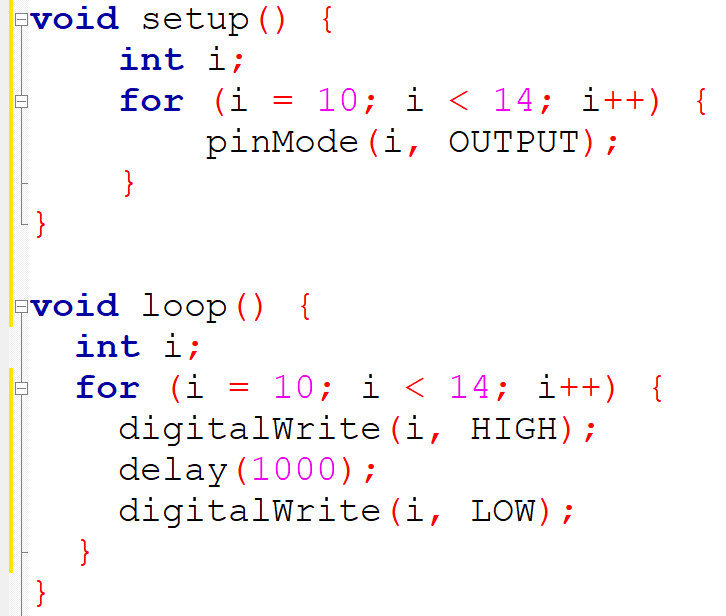 void setup() {
    int i;
    for (i = 10; i < 14; i++) {
        pinMode(i, OUTPUT);
    }
}

void loop() {
  int i;
  for (i = 10; i < 14; i++) {
    digitalWrite(i, HIGH);
    delay(1000);
    digitalWrite(i, LOW);
  }
}